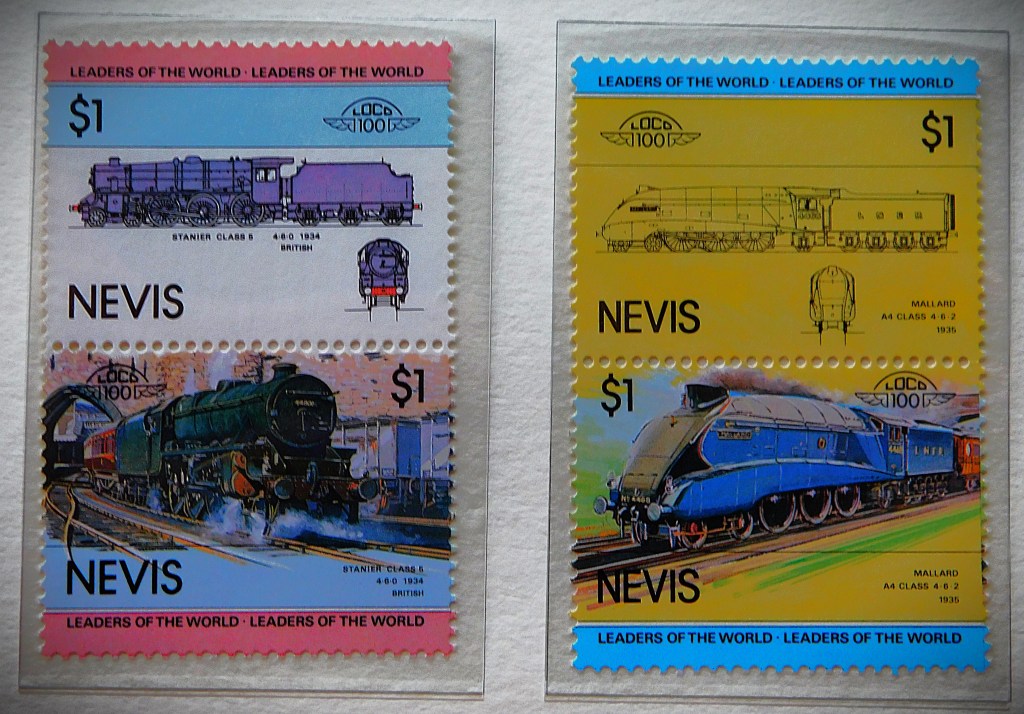 LEADERS OF THE WORLD · LEADERS OF THE WORLD
$1
LOCO
100
STANIER CLASS 5 4·6·0 1934
BRITISH
NEVIS
LOCO
100
$1
NEVIS
STANIER CLASS 5
4·6·0 1934
BRITISH
LEADERS OF THE WORLD · LEADERS OF THE WORLD
LEADERS OF THE WORLD · LEADERS OF THE WORLD
LOCO
100
$1
L N E R
NEVIS
MALLARD
A4 CLASS 4·6·2
1935
$1
LOCO
100
MALLARD
LNER
Nº 4468
NEVIS
MALLARD
A4 CLASS 4·6·2
1935
LEADERS OF THE WORLD · LEADERS OF THE WORLD